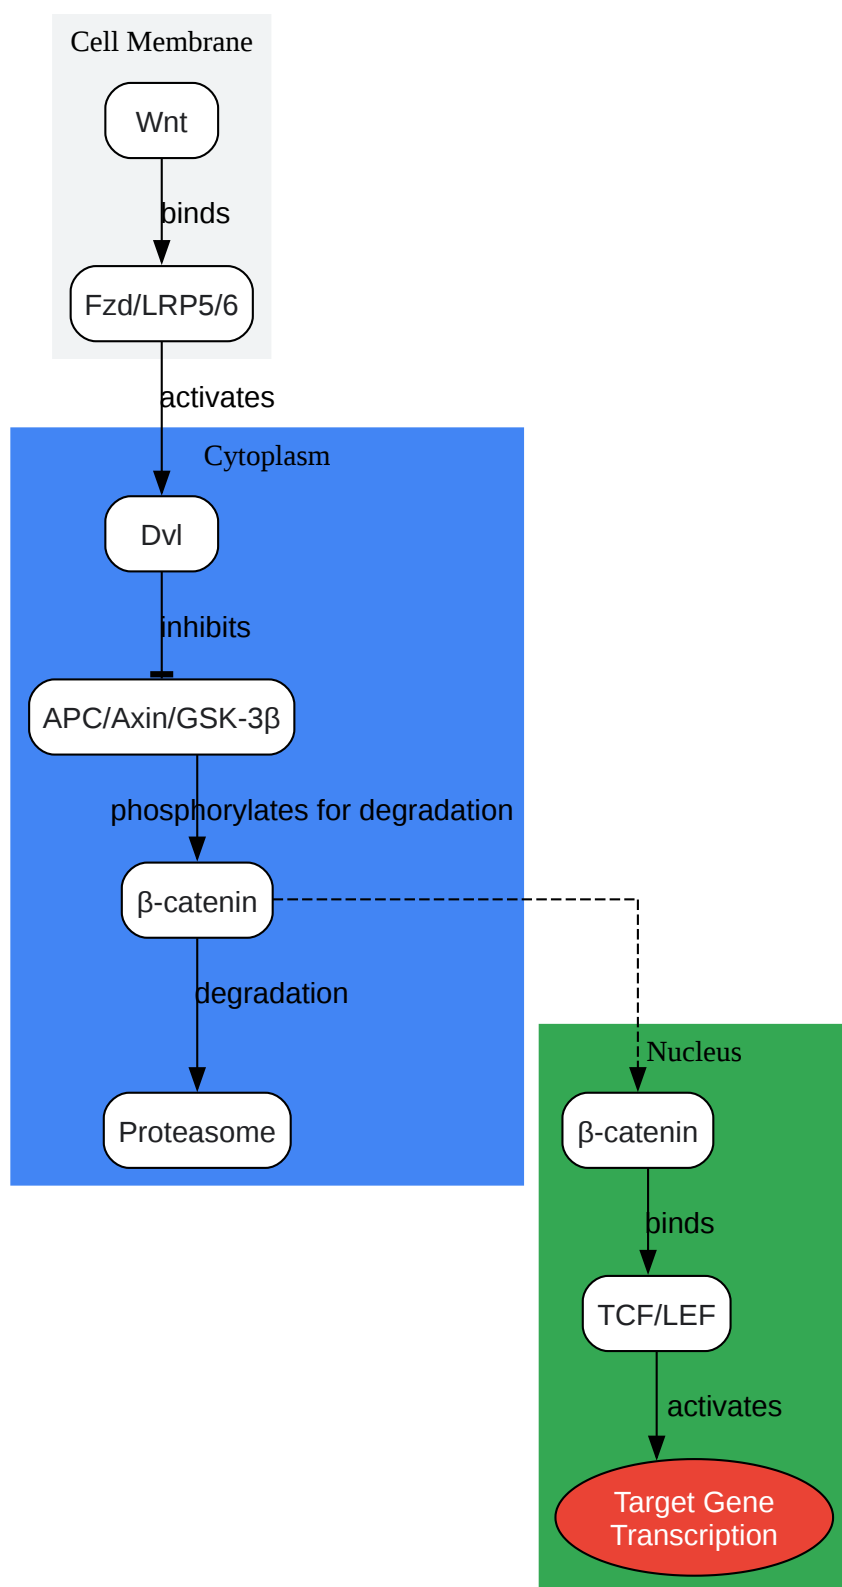 Cell Membrane
Wnt
binds
Fzd/LRP5/6
activates
Cytoplasm
Dvl
inhibits
APC/Axin/GSK-3β
phosphorylates for degradation
β-catenin
degradation
Proteasome
Nucleus
β-catenin
binds
TCF/LEF
activates
Target Gene
Transcription